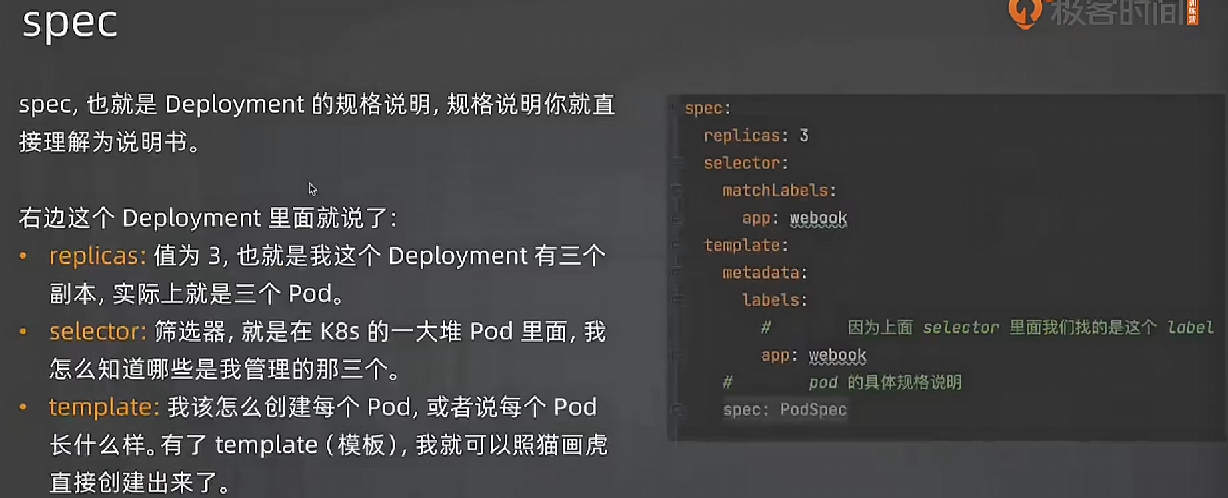 spec
极客时间
spec, 也就是 Deployment 的规格说明, 规格说明你就直
接理解为说明书。
右边这个 Deployment 里面就说了:
• replicas: 值为 3, 也就是我这个 Deployment 有三个
副本, 实际上就是三个 Pod。
• selector: 筛选器, 就是在 K8s 的一大堆 Pod 里面, 我
怎么知道哪些是我管理的那三个。
• template: 我该怎么创建每个 Pod, 或者说每个 Pod
长什么样。有了 template (模板), 我就可以照猫画虎
直接创建出来了。
spec:
replicas: 3
selector:
matchLabels:
app: webook
template:
metadata:
labels:
# 因为上面 selector 里面我们找的是这个 label
app: webook
# pod 的具体规格说明
spec: PodSpec